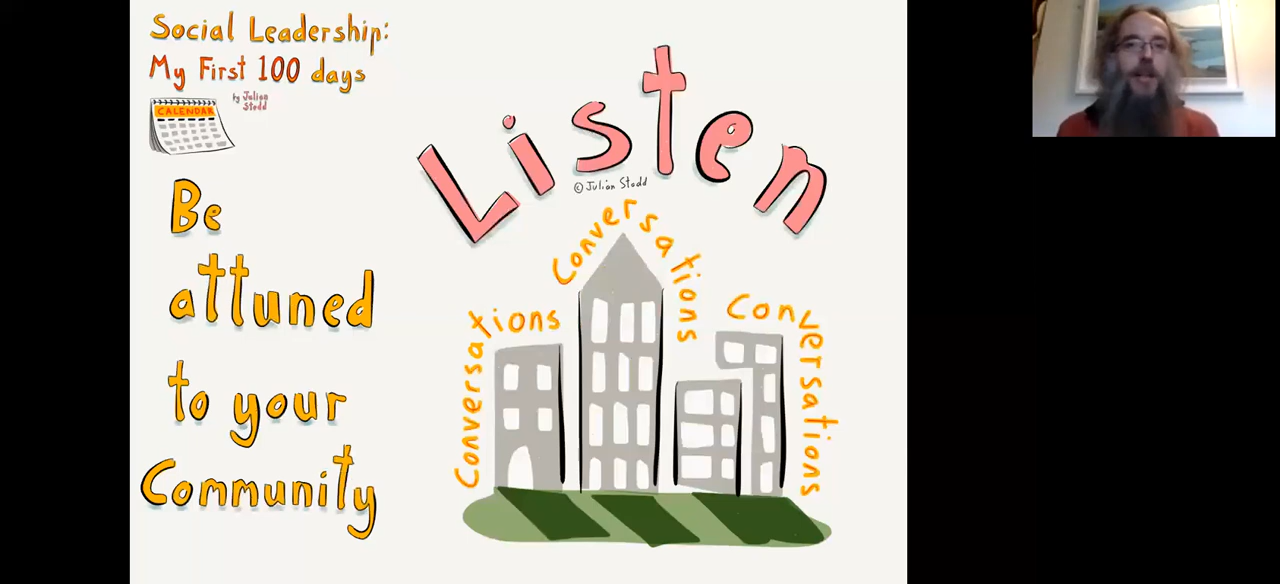 Social Leadership:
My First 100 days
by Julian
Stodd
CALENDAR
Be
attuned
to your
Community
Listen
© Julian Stodd
Conversations
Conversations
Conversations